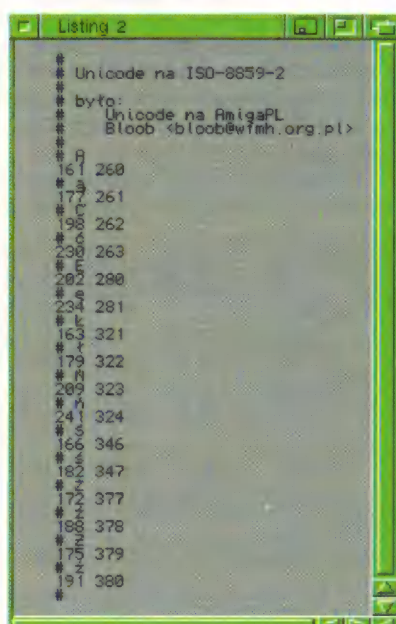 Listing 2
#
# Unicode na ISO-8859-2
#
# było:
# Unicode na AmigaPL
# Bloob <bloob@wfmh.org.pl>
#
# Ą
161 260
# ą
177 261
# Ć
198 262
# ć
230 263
# Ę
202 280
# ę
234 281
# Ł
163 321
# ł
179 322
# Ń
209 323
# ń
241 324
# Ś
166 346
# ś
182 347
# Ź
172 377
# ź
188 378
# Ż
175 379
# ż
191 380
#